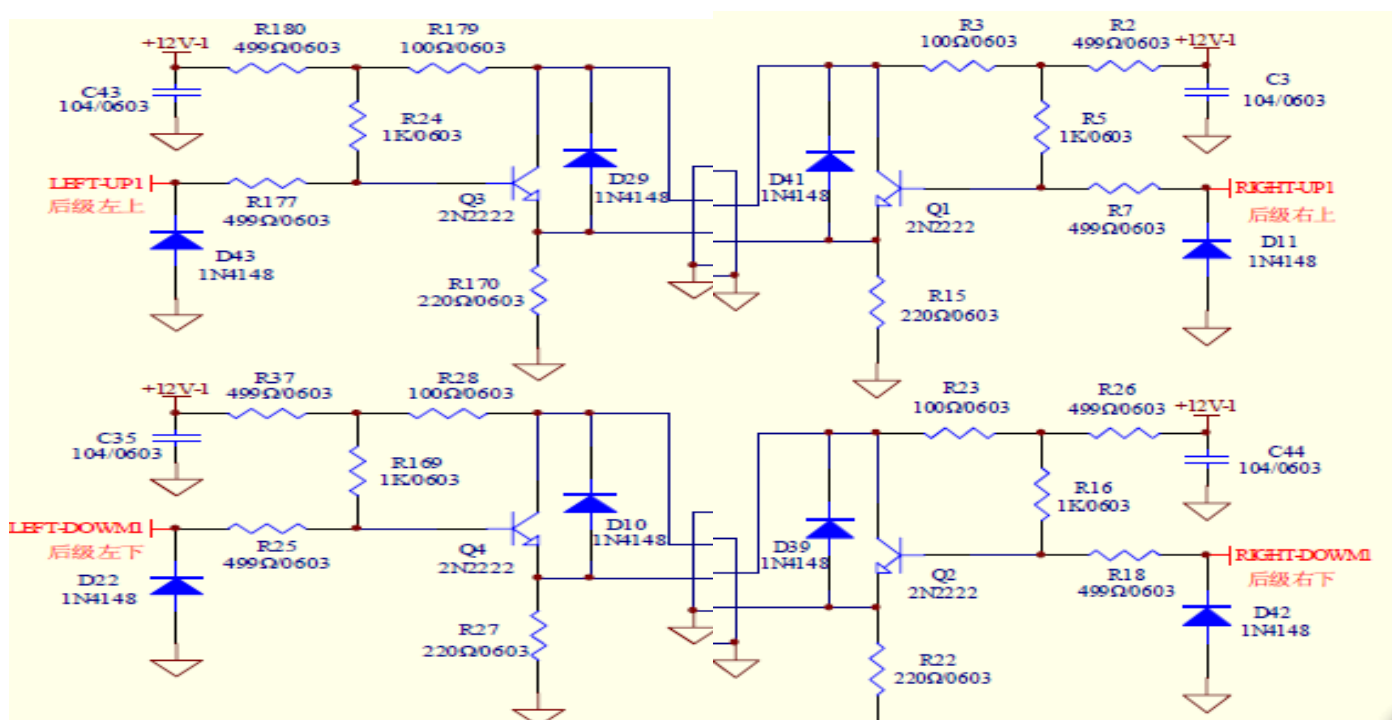 R180
499Ω/0603
R179
100Ω/0603
+12V-1
C43
104/0603
R24
1K/0603
LEFT-UP1
后级左上
R177
499Ω/0603
Q3
2N2222
D29
1N4148
D43
1N4148
R170
220Ω/0603
R3
100Ω/0603
R2
499Ω/0603
+12V-1
C3
104/0603
R5
1K/0603
D41
1N4148
Q1
2N2222
R7
499Ω/0603
RIGHT-UP1
后级右上
D11
1N4148
R15
220Ω/0603
R37
499Ω/0603
R28
100Ω/0603
+12V-1
C35
104/0603
R169
1K/0603
LEFT-DOWM1
后级左下
R25
499Ω/0603
Q4
2N2222
D10
1N4148
D22
1N4148
R27
220Ω/0603
R23
100Ω/0603
R26
499Ω/0603
+12V-1
C44
104/0603
R16
1K/0603
D39
1N4148
Q2
2N2222
R18
499Ω/0603
RIGHT-DOWM1
后级右下
D42
1N4148
R22
220Ω/0603